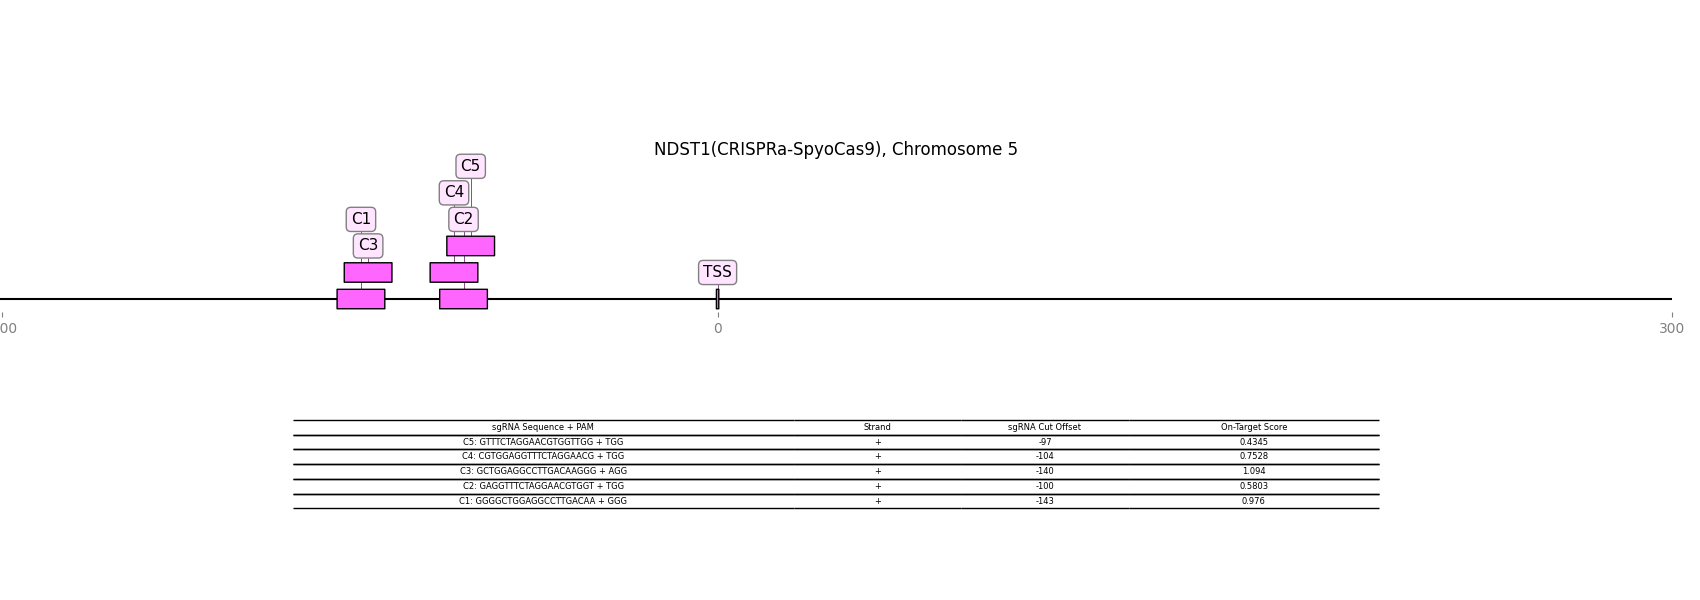 NDST1(CRISPRa-SpyoCas9), Chromosome 5
C5
C4
C1 C2
C3
TSS
00 0 300
sgRNA Sequence + PAM Strand sgRNA Cut Offset On-Target Score
C5: GTTTCTAGGAACGTGGTTGG + TGG + -97 0.4345
C4: CGTGGAGGTTTCTAGGAACG + TGG + -104 0.7528
C3: GCTGGAGGCCTTGACAAGGG + AGG + -140 1.094
C2: GAGGTTTCTAGGAACGTGGT + TGG + -100 0.5803
C1: GGGGCTGGAGGCCTTGACAA + GGG + -143 0.976